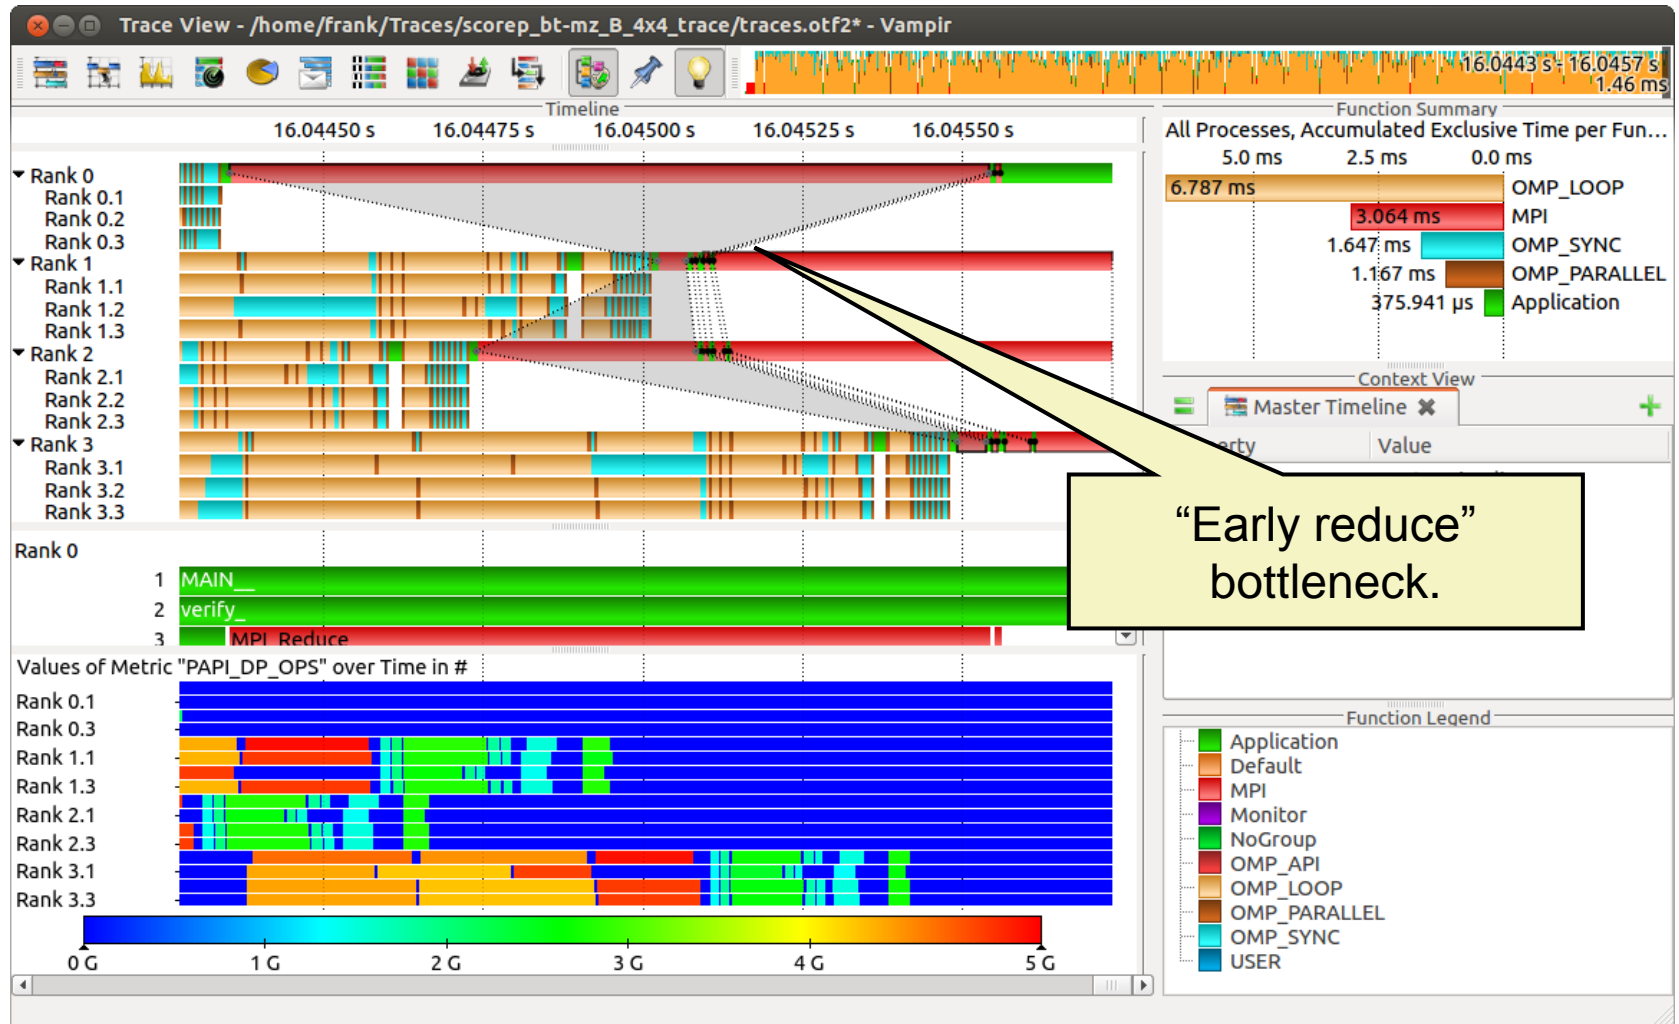 Trace View - /home/frank/Traces/scorep_bt-mz_B_4x4_trace/traces.otf2* - Vampir
16.0443 s - 16.0457 s
1.46 ms
Timeline
16.04450 s 16.04475 s 16.04500 s 16.04525 s 16.04550 s
Rank 0
Rank 0.1
Rank 0.2
Rank 0.3
Rank 1
Rank 1.1
Rank 1.2
Rank 1.3
Rank 2
Rank 2.1
Rank 2.2
Rank 2.3
Rank 3
Rank 3.1
Rank 3.2
Rank 3.3
Rank 0
1 MAIN__
2 verify_
3 MPI_Reduce
Values of Metric "PAPI_DP_OPS" over Time in #
Rank 0.1
Rank 0.3
Rank 1.1
Rank 1.3
Rank 2.1
Rank 2.3
Rank 3.1
Rank 3.3
0 G 1 G 2 G 3 G 4 G 5 G
Function Summary
All Processes, Accumulated Exclusive Time per Fun...
5.0 ms 2.5 ms 0.0 ms
6.787 ms OMP_LOOP
3.064 ms MPI
1.647 ms OMP_SYNC
1.167 ms OMP_PARALLEL
375.941 µs Application
Context View
Master Timeline
Value
“Early reduce”
bottleneck.
Function Legend
Application
Default
MPI
Monitor
NoGroup
OMP_API
OMP_LOOP
OMP_PARALLEL
OMP_SYNC
USER